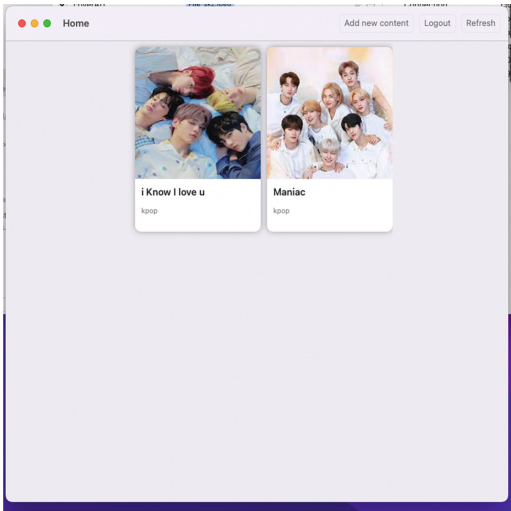 Home
Add new content
Logout
Refresh
i Know I love u
kpop
Maniac
kpop